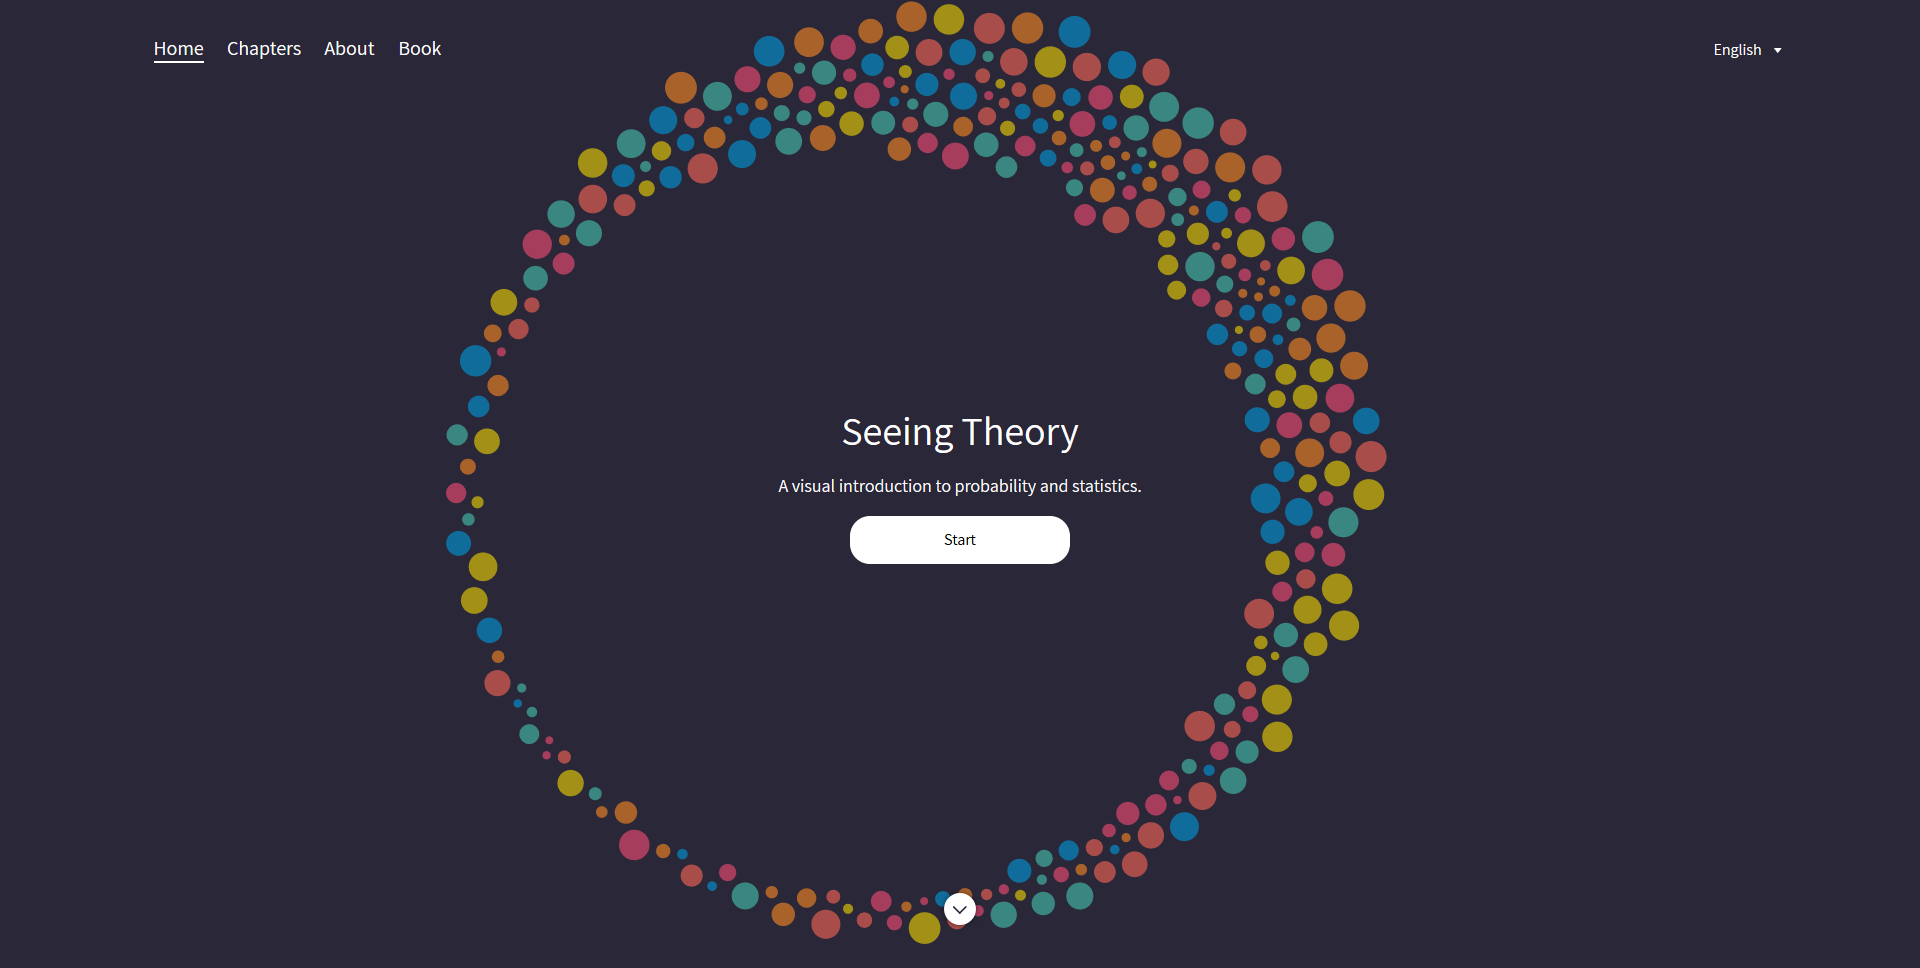 Home Chapters About Book
English
Seeing Theory
A visual introduction to probability and statistics.
Start